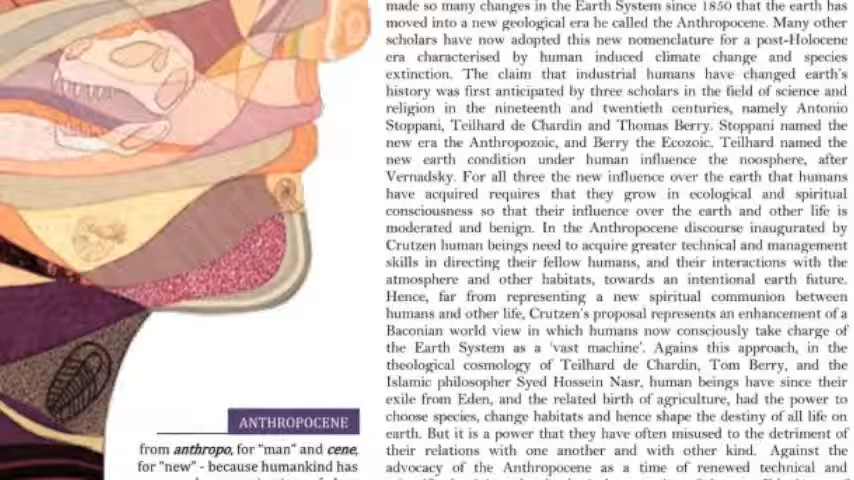 made so many changes in the Earth System since 1850 that the earth has
moved into a new geological era he called the Anthropocene. Many other
scholars have now adopted this new nomenclature for a post-Holocene
era characterised by human induced climate change and species
extinction. The claim that industrial humans have changed earth's
history was first anticipated by three scholars in the field of science and
religion in the nineteenth and twentieth centuries, namely Antonio
Stoppani, Teilhard de Chardin and Thomas Berry. Stoppani named the
new era the Anthropozoic, and Berry the Ecozoic. Teilhard named the
new earth condition under human influence the noosphere, after
Vernadsky. For all three the new influence over the earth that humans
have acquired requires that they grow in ecological and spiritual
consciousness so that their influence over the earth and other life is
moderated and benign. In the Anthropocene discourse inaugurated by
Crutzen human beings need to acquire greater technical and management
skills in directing their fellow humans, and their interactions with the
atmosphere and other habitats, towards an intentional earth future.
Hence, far from representing a new spiritual communion between
humans and other life, Crutzen's proposal represents an enhancement of a
Baconian world view in which humans now consciously take charge of
the Earth System as a 'vast machine'. Agains this approach, in the
theological cosmology of Teilhard de Chardin, Tom Berry, and the
Islamic philosopher Syed Hossein Nasr, human beings have since their
exile from Eden, and the related birth of agriculture, had the power to
choose species, change habitats and hence shape the destiny of all life on
earth. But it is a power that they have often misused to the detriment of
their relations with one another and with other kind. Against the
advocacy of the Anthropocene as a time of renewed technical and
ANTHROPOCENE
from anthropo, for "man" and cene,
for "new" - because humankind has